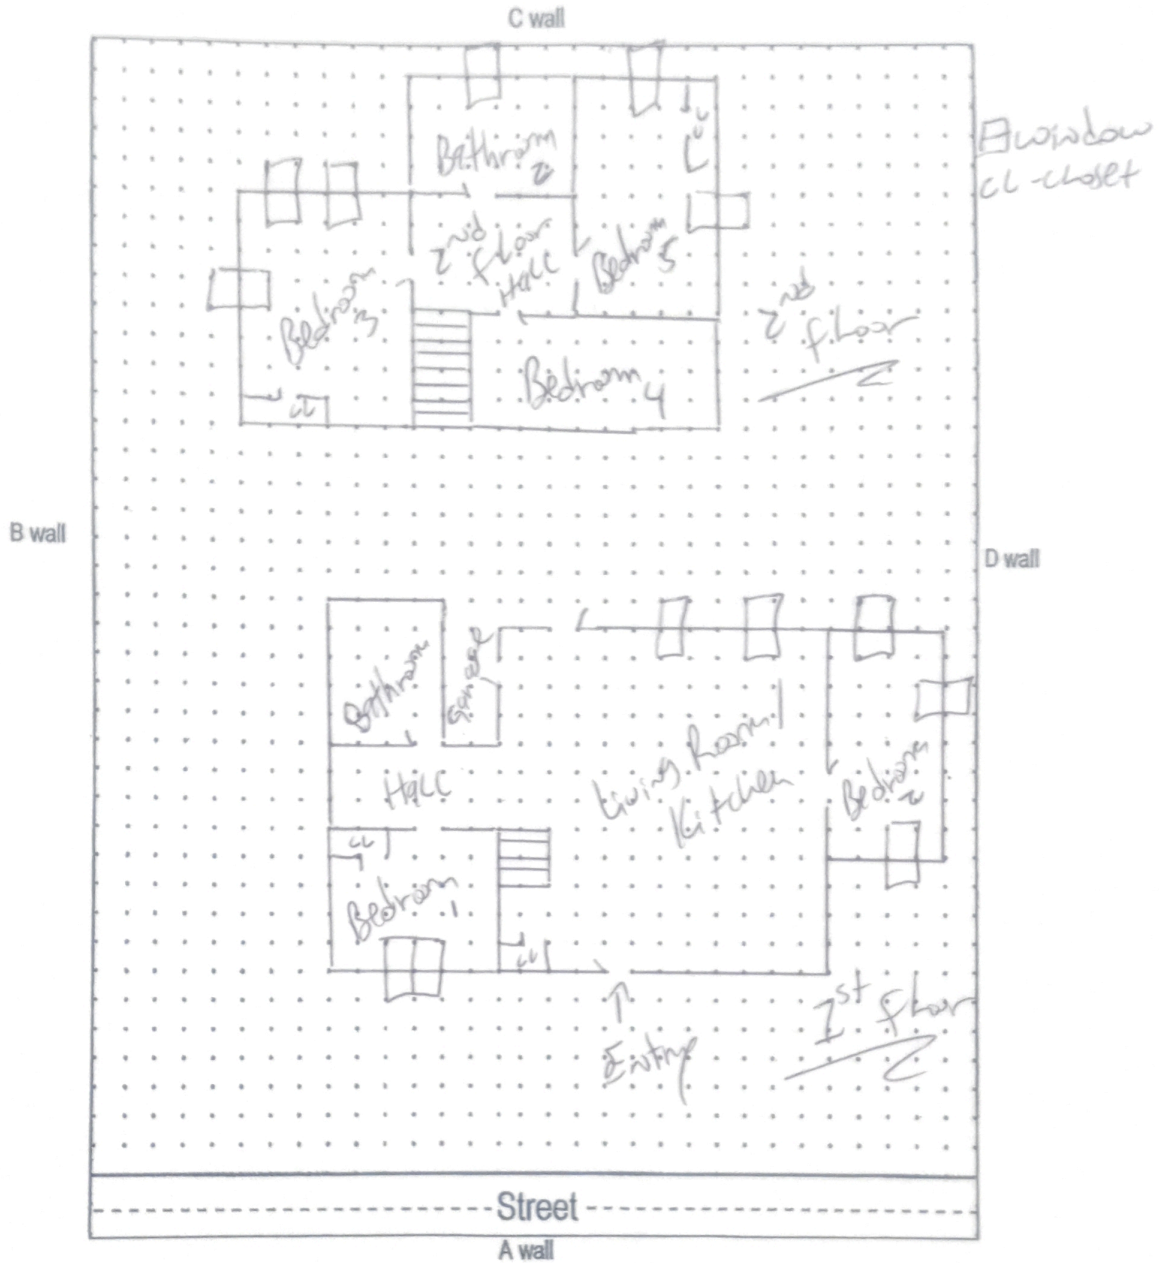 C wall
window
CL-closet
Bathroom
2
CL
2nd
floor
Hall
Bedroom
5
Bedroom
3
2nd
floor
Bedroom
4
CL
B wall
D wall
Bathroom
Hall
Living Room/
Kitchen
Bedroom
2
CL
Bedroom
1
CL
1st floor
Entry
Street
A wall